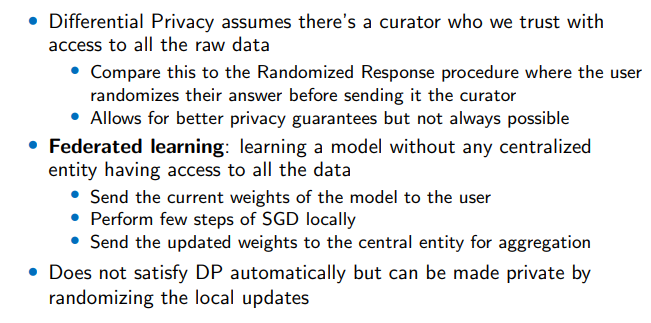 • Differential Privacy assumes there's a curator who we trust with
access to all the raw data
• Compare this to the Randomized Response procedure where the user
randomizes their answer before sending it the curator
• Allows for better privacy guarantees but not always possible
• Federated learning: learning a model without any centralized
entity having access to all the data
• Send the current weights of the model to the user
• Perform few steps of SGD locally
• Send the updated weights to the central entity for aggregation
• Does not satisfy DP automatically but can be made private by
randomizing the local updates